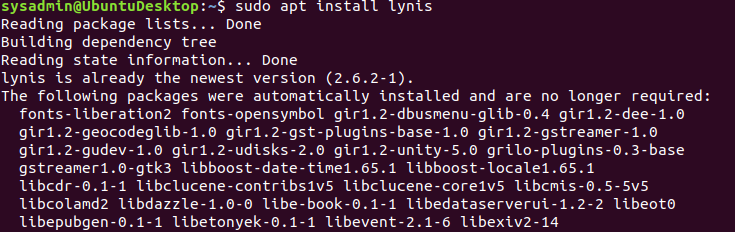 sysadmin@UbuntuDesktop:~$ sudo apt install lynis
Reading package lists... Done
Building dependency tree
Reading state information... Done
lynis is already the newest version (2.6.2-1).
The following packages were automatically installed and are no longer required:
  fonts-liberation2 fonts-opensymbol gir1.2-dbusmenu-glib-0.4 gir1.2-dee-1.0
  gir1.2-geocodeglib-1.0 gir1.2-gst-plugins-base-1.0 gir1.2-gstreamer-1.0
  gir1.2-gudev-1.0 gir1.2-udisks-2.0 gir1.2-unity-5.0 grilo-plugins-0.3-base
  gstreamer1.0-gtk3 libboost-date-time1.65.1 libboost-locale1.65.1
  libcdr-0.1-1 libclucene-contribs1v5 libclucene-core1v5 libcmis-0.5-5v5
  libcolamd2 libdazzle-1.0-0 libe-book-0.1-1 libedataserverui-1.2-2 libeot0
  libepubgen-0.1-1 libetonyek-0.1-1 libevent-2.1-6 libexiv2-14